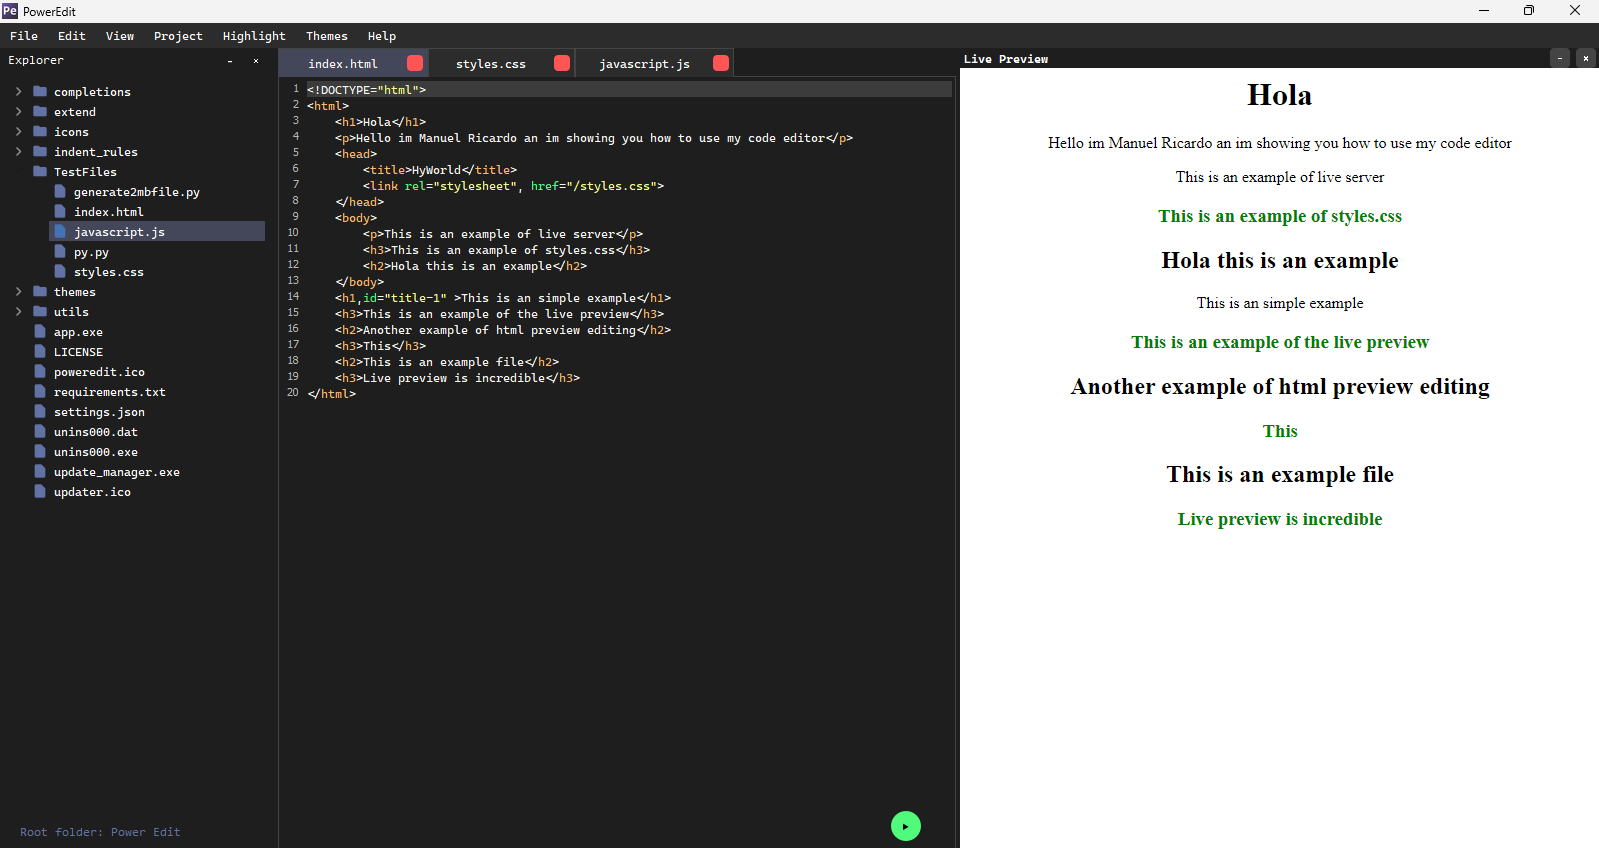 Pe PowerEdit
File Edit View Project Highlight Themes Help
Explorer
completions
extend
icons
indent_rules
TestFiles
generate2mbfile.py
index.html
javascript.js
py.py
styles.css
themes
utils
app.exe
LICENSE
poweredit.ico
requirements.txt
settings.json
unins000.dat
unins000.exe
update_manager.exe
updater.ico
Root folder: Power Edit
index.html styles.css javascript.js
1 <!DOCTYPE="html">
2 <html>
3 <h1>Hola</h1>
4 <p>Hello im Manuel Ricardo an im showing you how to use my code editor</p>
5 <head>
6 <title>HyWorld</title>
7 <link rel="stylesheet", href="/styles.css">
8 </head>
9 <body>
10 <p>This is an example of live server</p>
11 <h3>This is an example of styles.css</h3>
12 <h2>Hola this is an example</h2>
13 </body>
14 <h1,id="title-1" >This is an simple example</h1>
15 <h3>This is an example of the live preview</h3>
16 <h2>Another example of html preview editing</h2>
17 <h3>This</h3>
18 <h2>This is an example file</h2>
19 <h3>Live preview is incredible</h3>
20 </html>
Live Preview
Hola
Hello im Manuel Ricardo an im showing you how to use my code editor
This is an example of live server
This is an example of styles.css
Hola this is an example
This is an simple example
This is an example of the live preview
Another example of html preview editing
This
This is an example file
Live preview is incredible